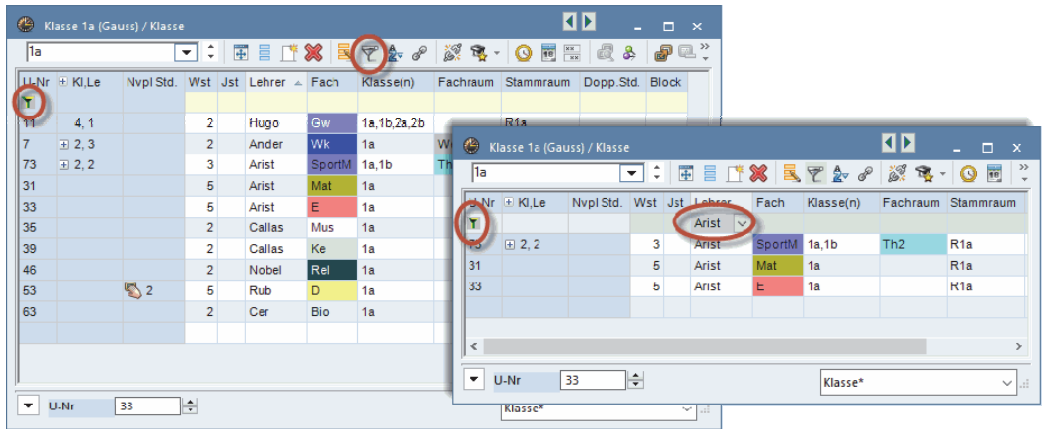 Klasse 1a (Gauss) / Klasse
1a
U-Nr Kl,Le Nvpl Std. Wst Jst Lehrer Fach Klasse(n) Fachraum Stammraum Dopp.Std. Block
11 4, 1 2 Hugo Gw 1a,1b,2a,2b R1a
7 2, 3 2 Ander Wk 1a
73 2, 2 3 Arist SportM 1a,1b
31 5 Arist Mat 1a
33 5 Arist E 1a
35 2 Callas Mus 1a
39 2 Callas Ke 1a
46 2 Nobel Rel 1a
53 2 5 Rub D 1a
63 2 Cer Bio 1a
U-Nr 33
Klasse*
Klasse 1a (Gauss) / Klasse
1a
U-Nr Kl,Le Nvpl Std. Wst Jst Lehrer Fach Klasse(n) Fachraum Stammraum
Arist
73 2, 2 3 Arist SportM 1a,1b Th2 R1a
31 5 Arist Mat 1a R1a
33 5 Arist E 1a R1a
U-Nr 33 Klasse*